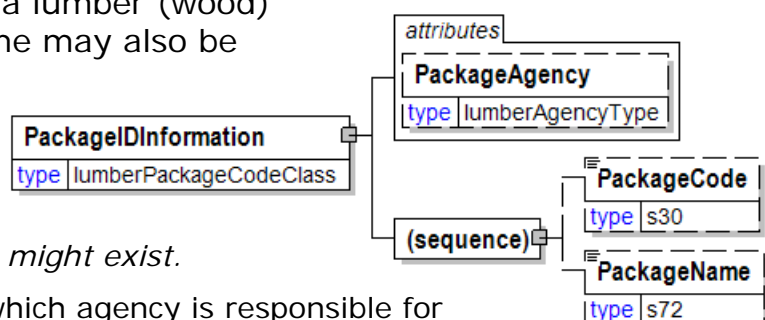 a lumber (wood)
ne may also be
attributes
PackageAgency
type lumberAgencyType
PackageIDInformation
type lumberPackageCodeClass
PackageCode
type s30
(sequence)
might exist.
PackageName
which agency is responsible for
type s72